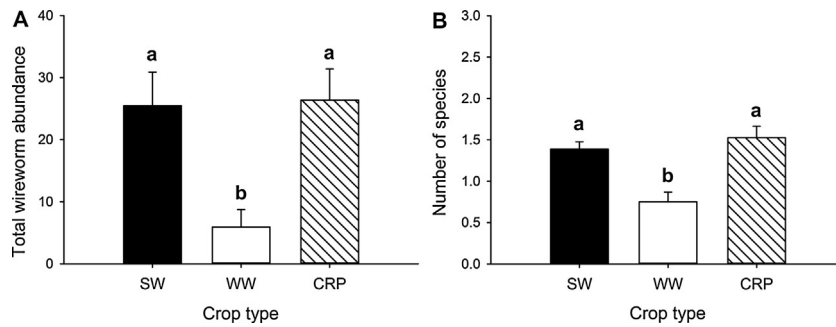 A
Total wireworm abundance
40
30
20
10
0
a
b
a
SW WW CRP
Crop type
B
Number of species
3.0
2.5
2.0
1.5
1.0
0.5
0.0
a
b
a
SW WW CRP
Crop type